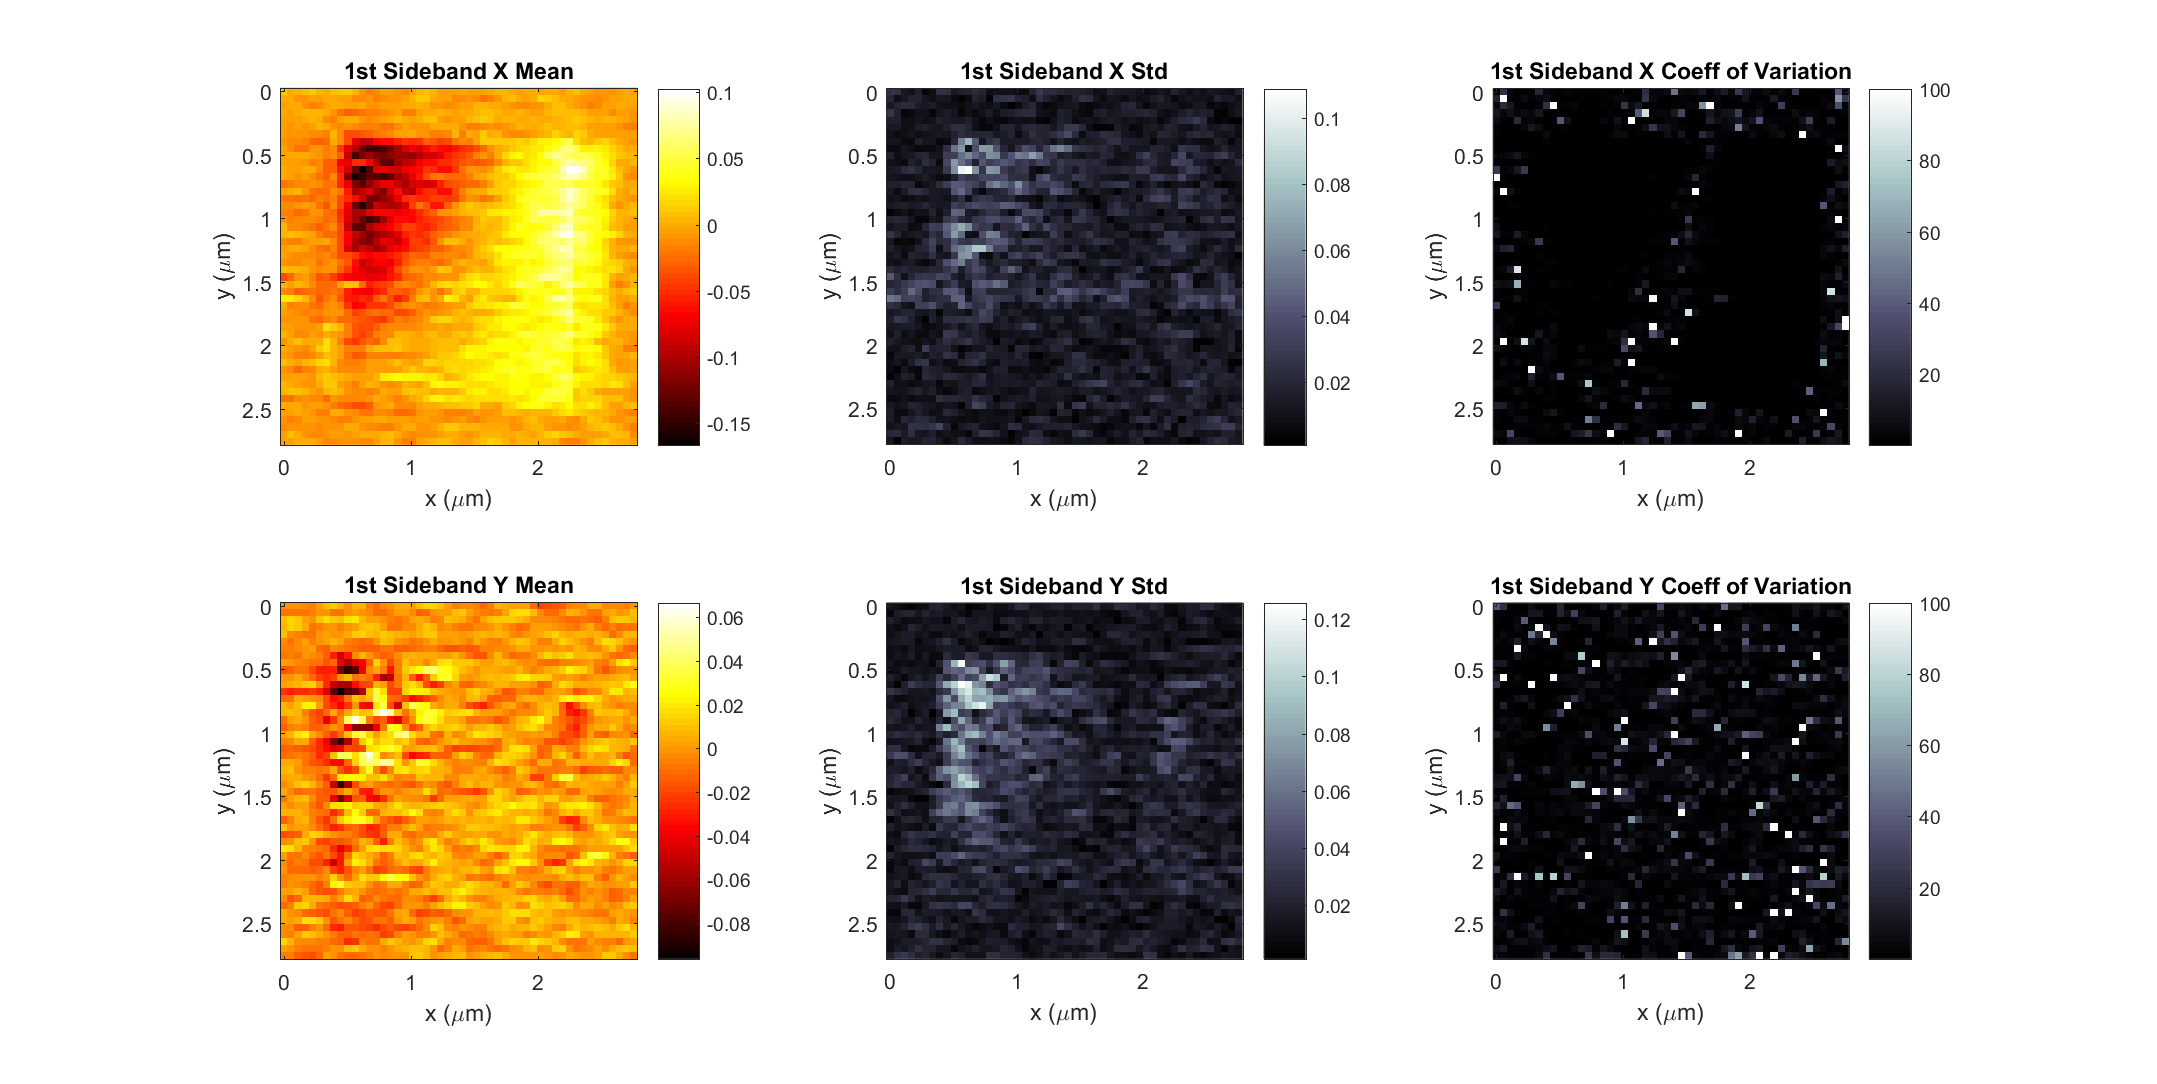 1st Sideband X Mean
0
0.5
1
1.5
2
2.5
y (μm)
0 1 2
x (μm)
0.1
0.05
0
-0.05
-0.1
-0.15
1st Sideband X Std
0
0.5
1
1.5
2
2.5
y (μm)
0 1 2
x (μm)
0.1
0.08
0.06
0.04
0.02
1st Sideband X Coeff of Variation
0
0.5
1
1.5
2
2.5
y (μm)
0 1 2
x (μm)
100
80
60
40
20
1st Sideband Y Mean
0
0.5
1
1.5
2
2.5
y (μm)
0 1 2
x (μm)
0.06
0.04
0.02
0
-0.02
-0.04
-0.06
-0.08
1st Sideband Y Std
0
0.5
1
1.5
2
2.5
y (μm)
0 1 2
x (μm)
0.12
0.1
0.08
0.06
0.04
0.02
1st Sideband Y Coeff of Variation
0
0.5
1
1.5
2
2.5
y (μm)
0 1 2
x (μm)
100
80
60
40
20